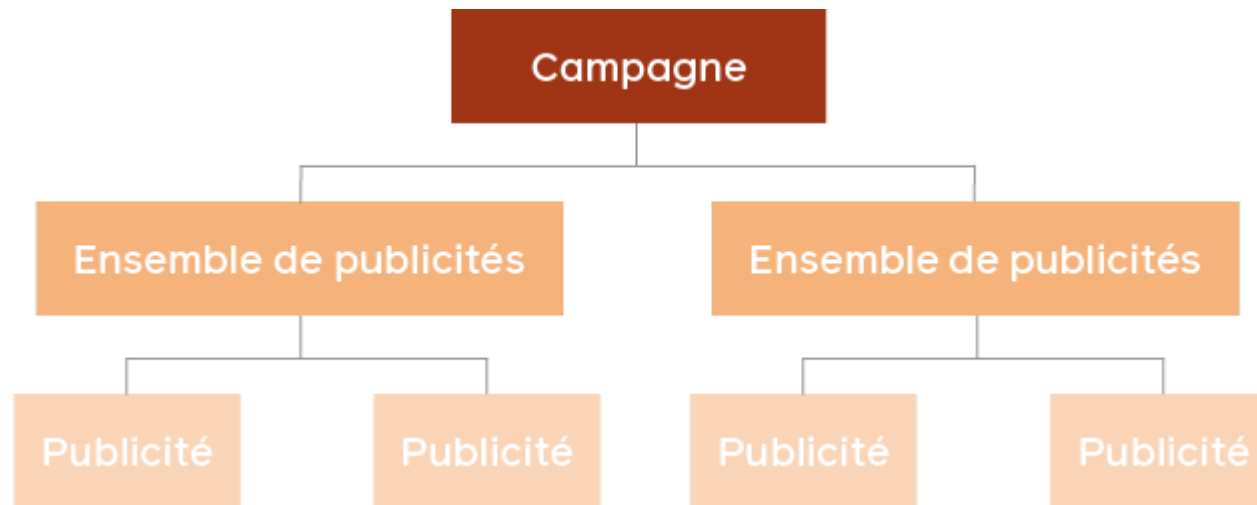 Campagne
Ensemble de publicités
Ensemble de publicités
Publicité
Publicité
Publicité
Publicité